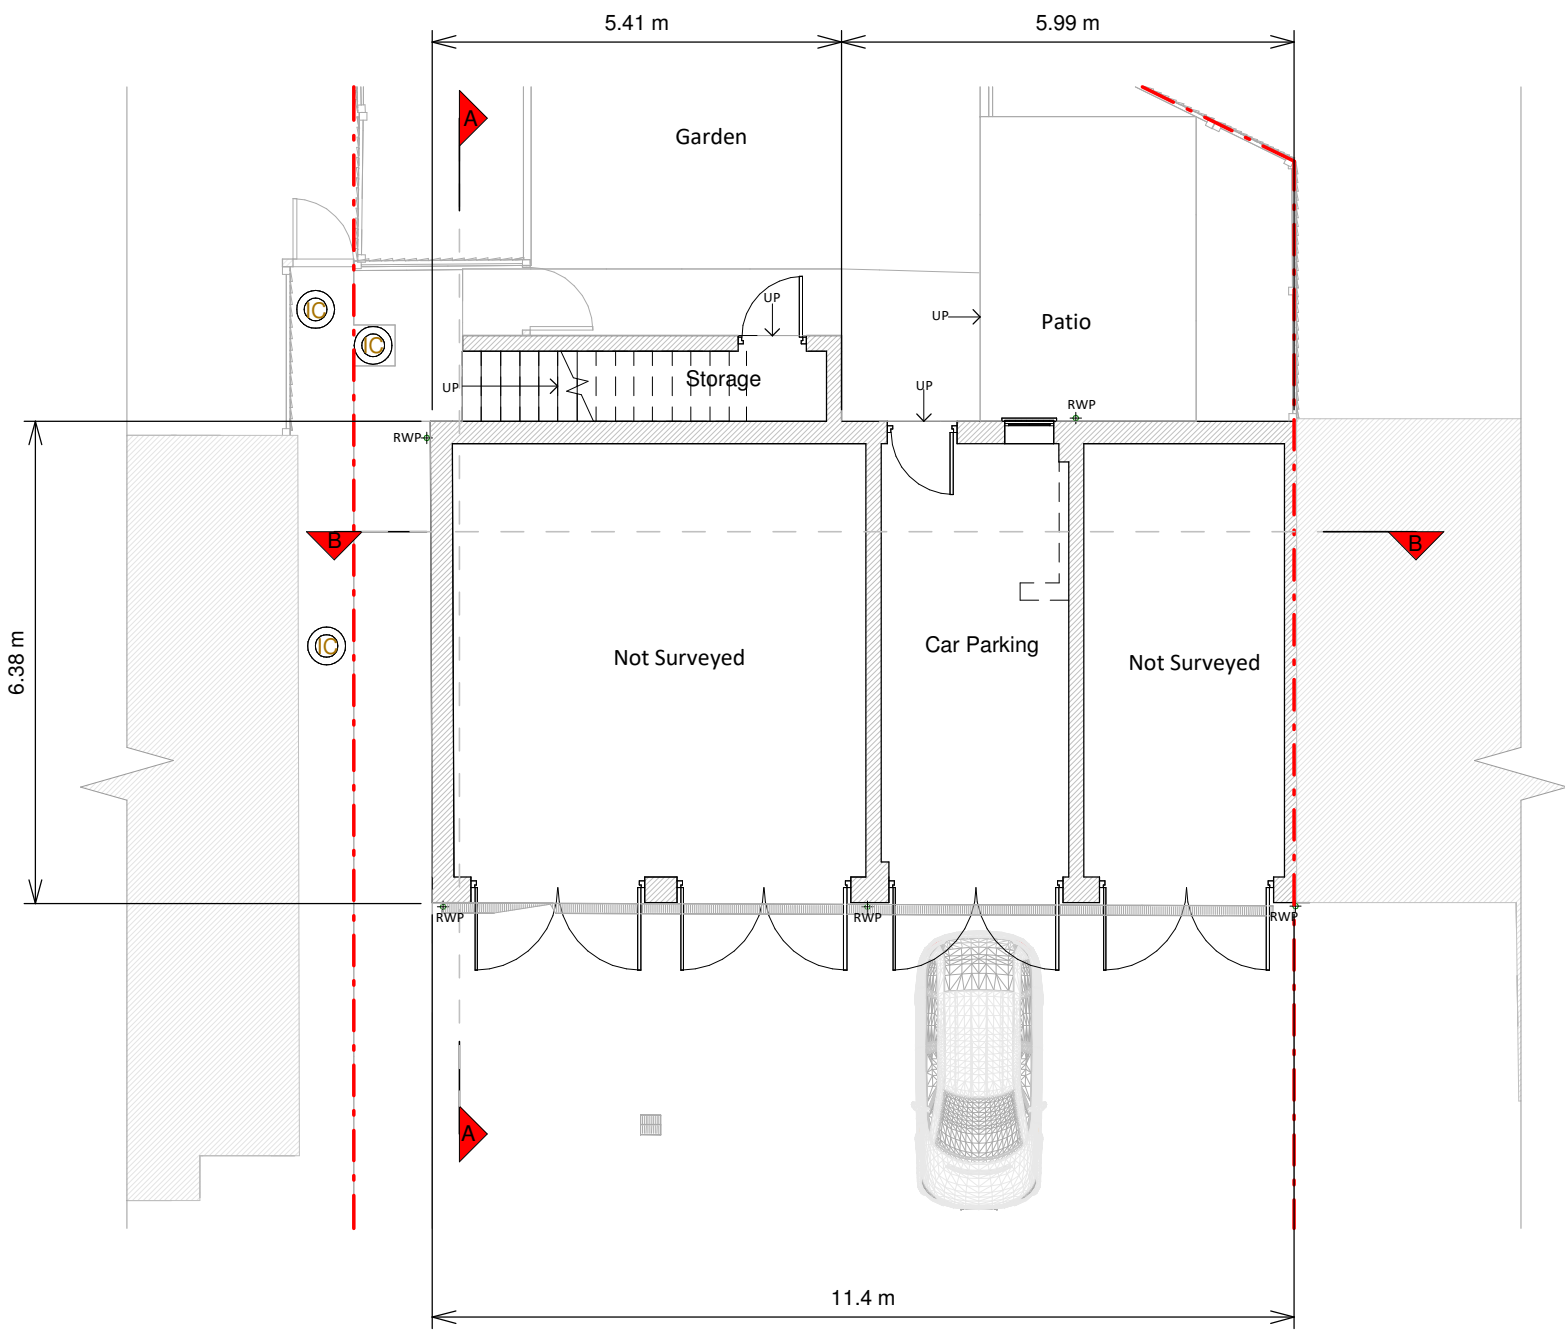 5.41 m
5.99 m
A
Garden
UP
IC
UP
Patio
IC
Storage
UP
UP
RWP
RWP
B
B
IC
Car Parking
Not Surveyed
Not Surveyed
6.38 m
RWP
RWP
RWP
A
11.4 m